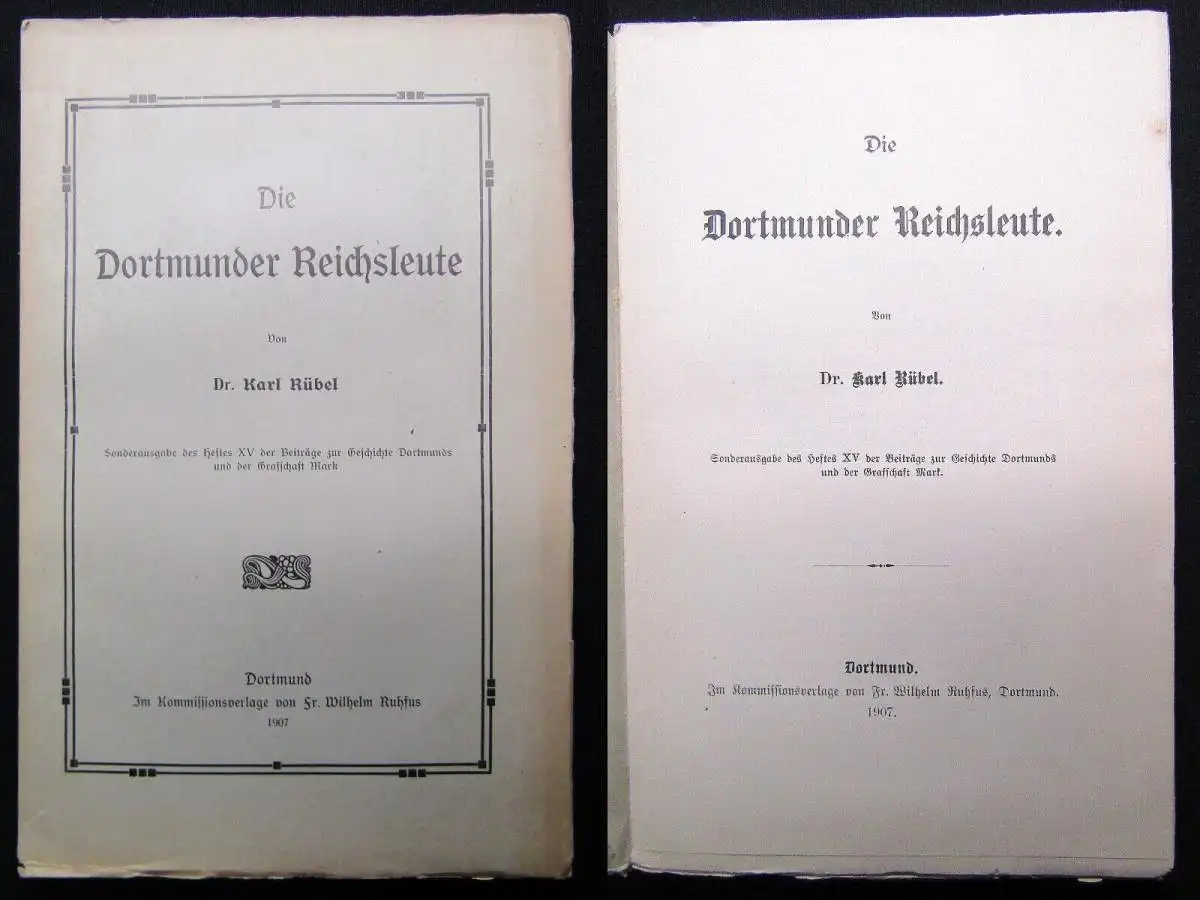 Die
Dortmunder Reichsleute
Von
Dr. Karl Rübel
Sonderausgabe des Heftes XV der Beiträge zur Geschichte Dortmunds
und der Grafschaft Mark
Dortmund
Im Kommissionsverlage von Fr. Wilhelm Ruhfus
1907
Die
Dortmunder Reichsleute.
Von
Dr. Karl Rübel.
Sonderausgabe des Heftes XV der Beiträge zur Geschichte Dortmunds
und der Grafschaft Mark.
Dortmund.
Im Kommissionsverlage von Fr. Wilhelm Ruhfus, Dortmund.
1907.